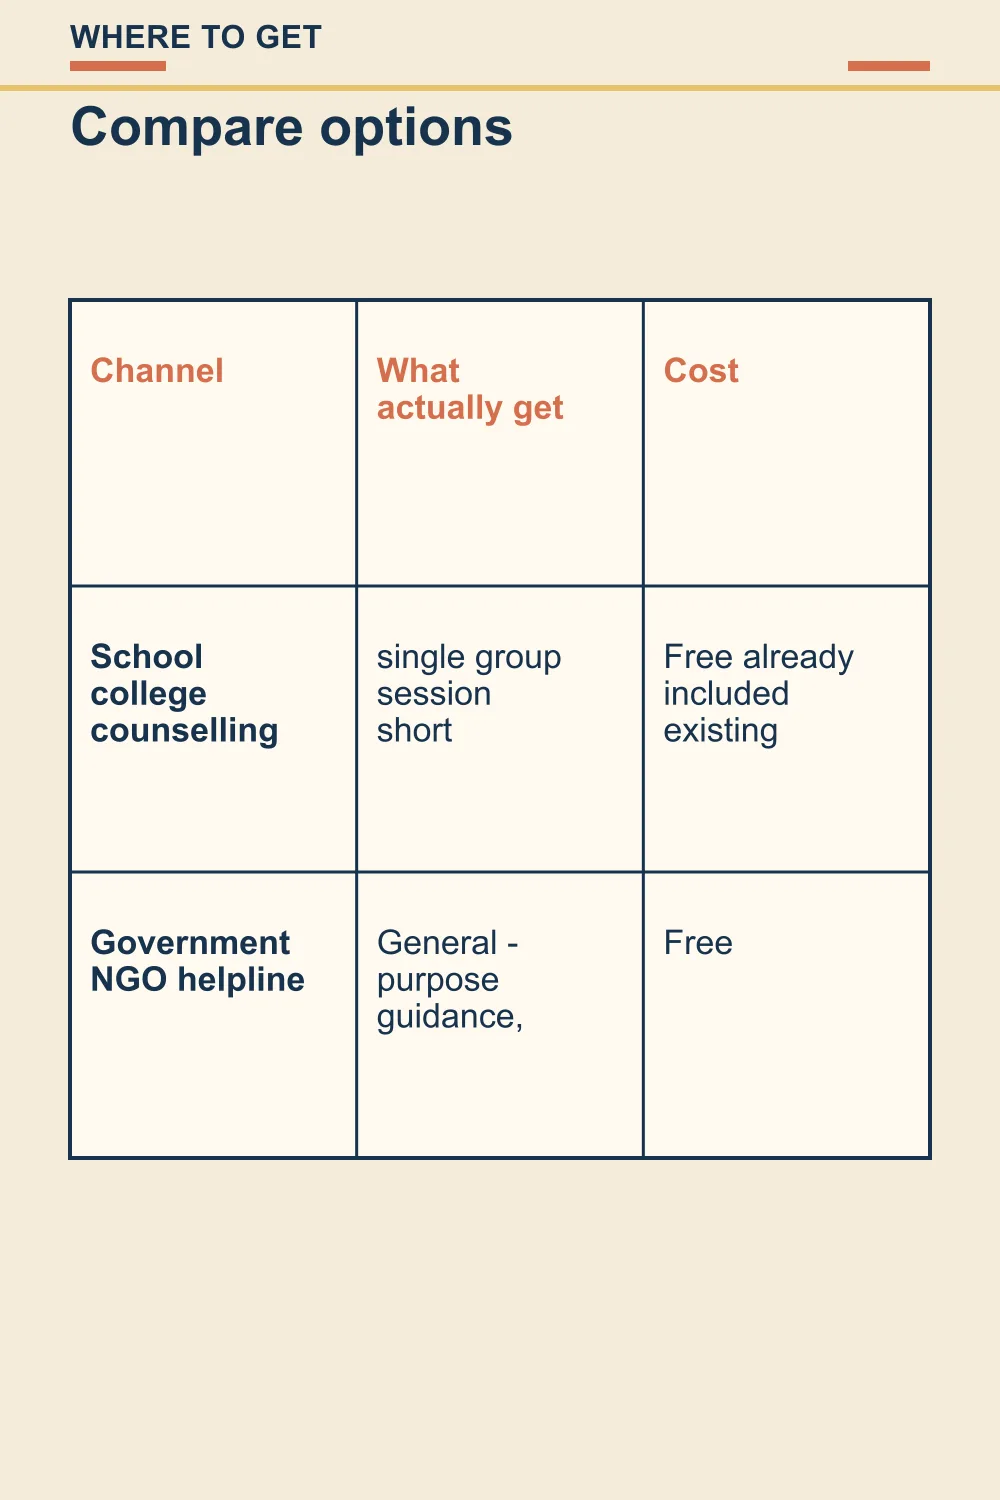 WHERE TO GET
Compare options
Channel
What
actually get
Cost
School
college
counselling
single group
session
short
Free already
included
existing
Government
NGO helpline
General -
purpose
guidance,
Free